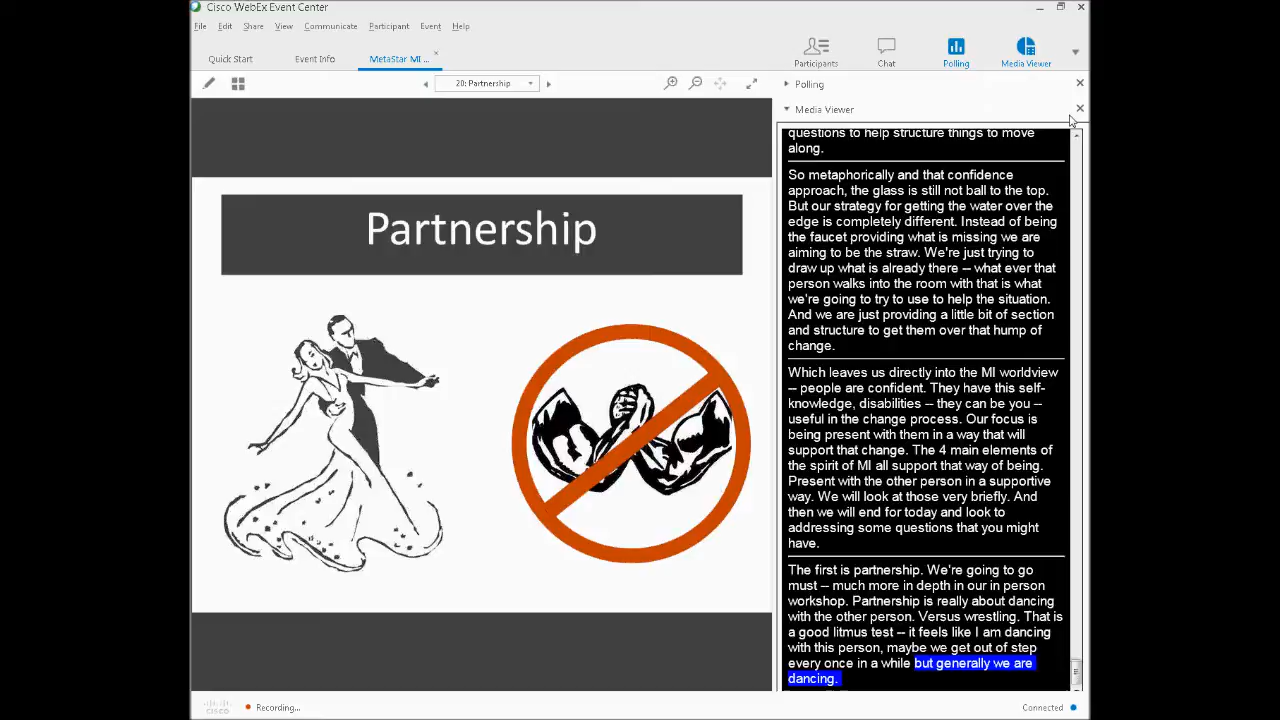 Cisco WebEx Event Center
File Edit Share View Communicate Participant Event Help
Quick Start Event Info MetaStar MI ...
Participants Chat Polling Media Viewer
20: Partnership
Polling
Media Viewer
Partnership
questions to help structure things to move
along.
So metaphorically and that confidence
approach, the glass is still not ball to the top.
But our strategy for getting the water over the
edge is completely different. Instead of being
the faucet providing what is missing we are
aiming to be the straw. We're just trying to
draw up what is already there -- what ever that
person walks into the room with that is what
we're going to try to use to help the situation.
And we are just providing a little bit of section
and structure to get them over that hump of
change.
Which leaves us directly into the MI worldview
-- people are confident. They have this self-
knowledge, disabilities -- they can be you --
useful in the change process. Our focus is
being present with them in a way that will
support that change. The 4 main elements of
the spirit of MI all support that way of being.
Present with the other person in a supportive
way. We will look at those very briefly. And
then we will end for today and look to
addressing some questions that you might
have.
The first is partnership. We're going to go
must -- much more in depth in our in person
workshop. Partnership is really about dancing
with the other person. Versus wrestling. That is
a good litmus test -- it feels like I am dancing
with this person, maybe we get out of step
every once in a while but generally we are
dancing.
CISCO
Recording...
Connected